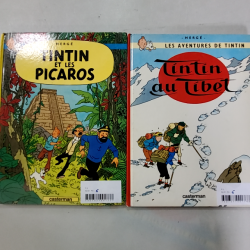 HERGÉ
TINTIN
ET LES
PICAROS
casterman
HERGÉ
LES AVENTURES DE TINTIN
Tintin
au Tibet
casterman